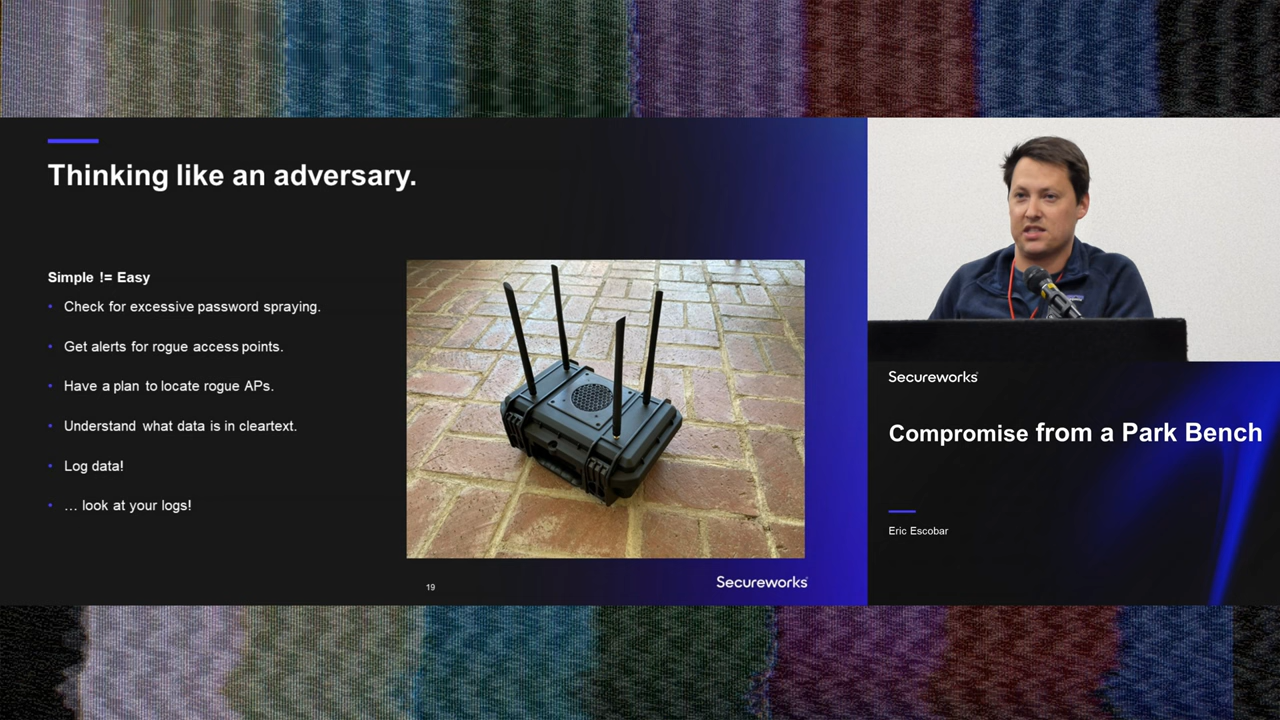 Thinking like an adversary.
Simple != Easy
• Check for excessive password spraying.
• Get alerts for rogue access points.
• Have a plan to locate rogue APs.
• Understand what data is in cleartext.
• Log data!
• … look at your logs!
19
Secureworks
Secureworks
Compromise from a Park Bench
Eric Escobar